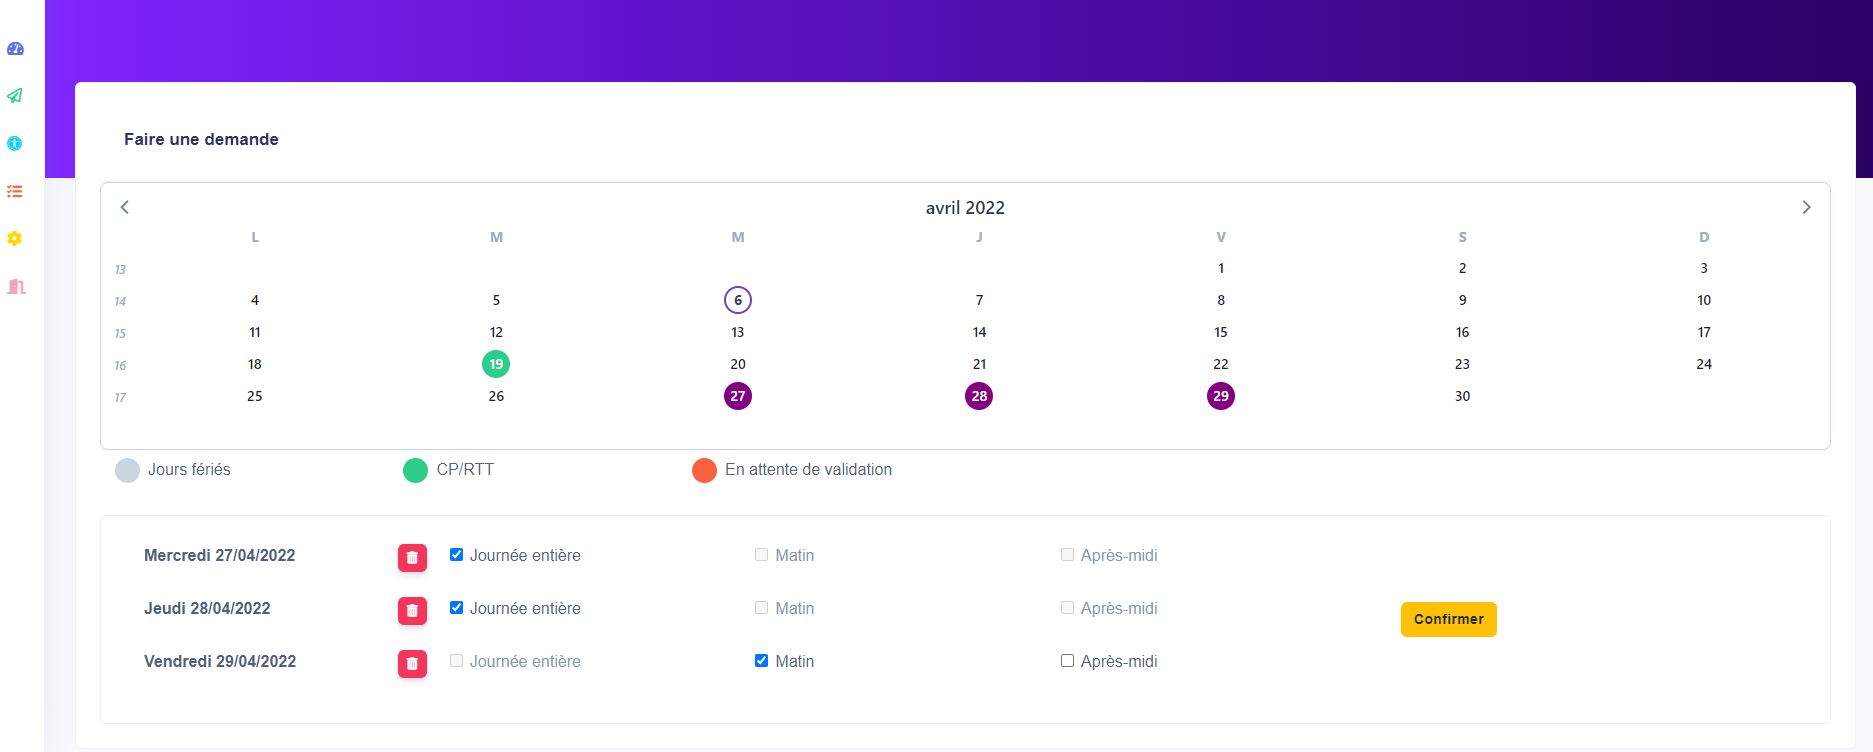 Faire une demande
avril 2022
L M M J V S D
13 1 2 3
14 4 5 6 7 8 9 10
15 11 12 13 14 15 16 17
16 18 19 20 21 22 23 24
17 25 26 27 28 29 30
Jours fériés CP/RTT En attente de validation
Mercredi 27/04/2022 Journée entière Matin Après-midi
Jeudi 28/04/2022 Journée entière Matin Après-midi
Confirmer
Vendredi 29/04/2022 Journée entière Matin Après-midi